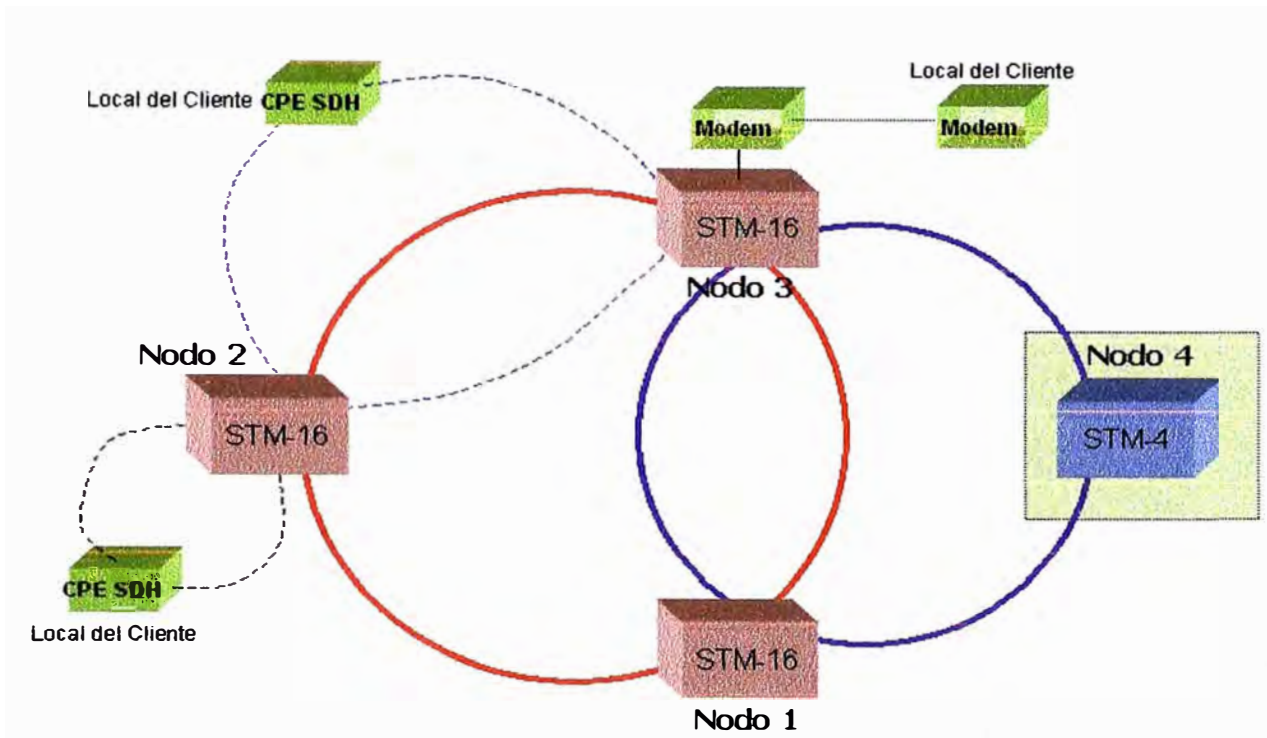 Local del Cliente
Local del Cliente CPE SDH
Modem
Modem
STM-16
Nodo 3
Nodo 2
Nodo 4
STM-16
STM-4
CPE SDH
Local del Cliente
STM-16
Nodo 1